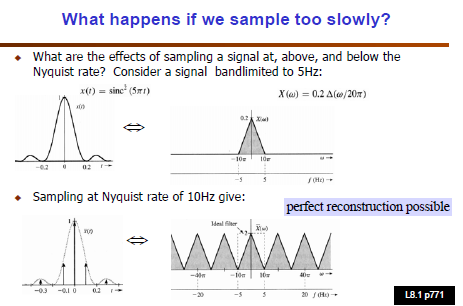 What happens if we sample too slowly?
What are the effects of sampling a signal at, above, and below the
Nyquist rate? Consider a signal bandlimited to 5Hz:
x(t) = sinc² (5πt)
X(ω) = 0.2 Δ(ω/20π)
x(t)
1
-0.2 0 0.2 t→
⇔
0.2 X(ω)
-10π 10π ω→
-5 5 f (Hz)→
Sampling at Nyquist rate of 10Hz give:
perfect reconstruction possible
1
-0.3 -0.1 0 0.2 t→
⇔
Ideal filter
-40π -10π 10π 40π ω→
-20 -5 5 20 f (Hz)→
L8.1 p771